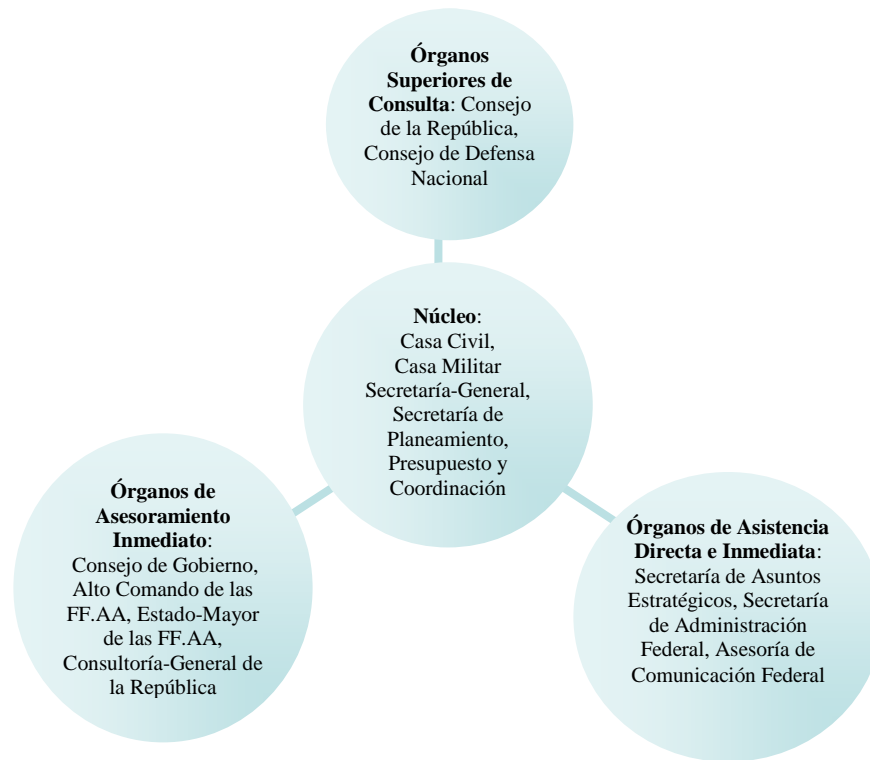 Órganos
Superiores de
Consulta: Consejo
de la República,
Consejo de Defensa
Nacional
Núcleo:
Casa Civil,
Casa Militar
Secretaría-General,
Secretaría de
Planeamiento,
Presupuesto y
Coordinación
Órganos de
Asesoramiento
Inmediato:
Consejo de Gobierno,
Alto Comando de las
FF.AA, Estado-Mayor
de las FF.AA,
Consultoría-General de
la República
Órganos de Asistencia
Directa e Inmediata:
Secretaría de Asuntos
Estratégicos, Secretaría
de Administración
Federal, Asesoría de
Comunicación Federal